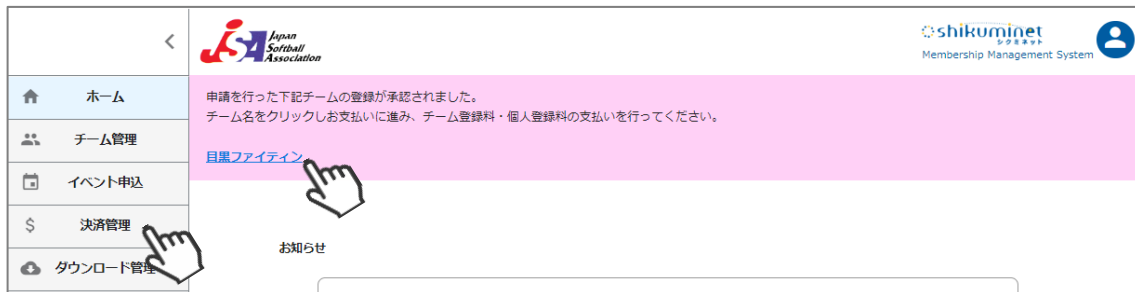 JSA
Japan
Softball
Association
shikuminet
シクミネット
Membership Management System
ホーム
チーム管理
イベント申込
決済管理
ダウンロード管理
申請を行った下記チームの登録が承認されました。
チーム名をクリックしお支払いに進み、チーム登録料・個人登録料の支払いを行ってください。
目黒ファイティン
お知らせ